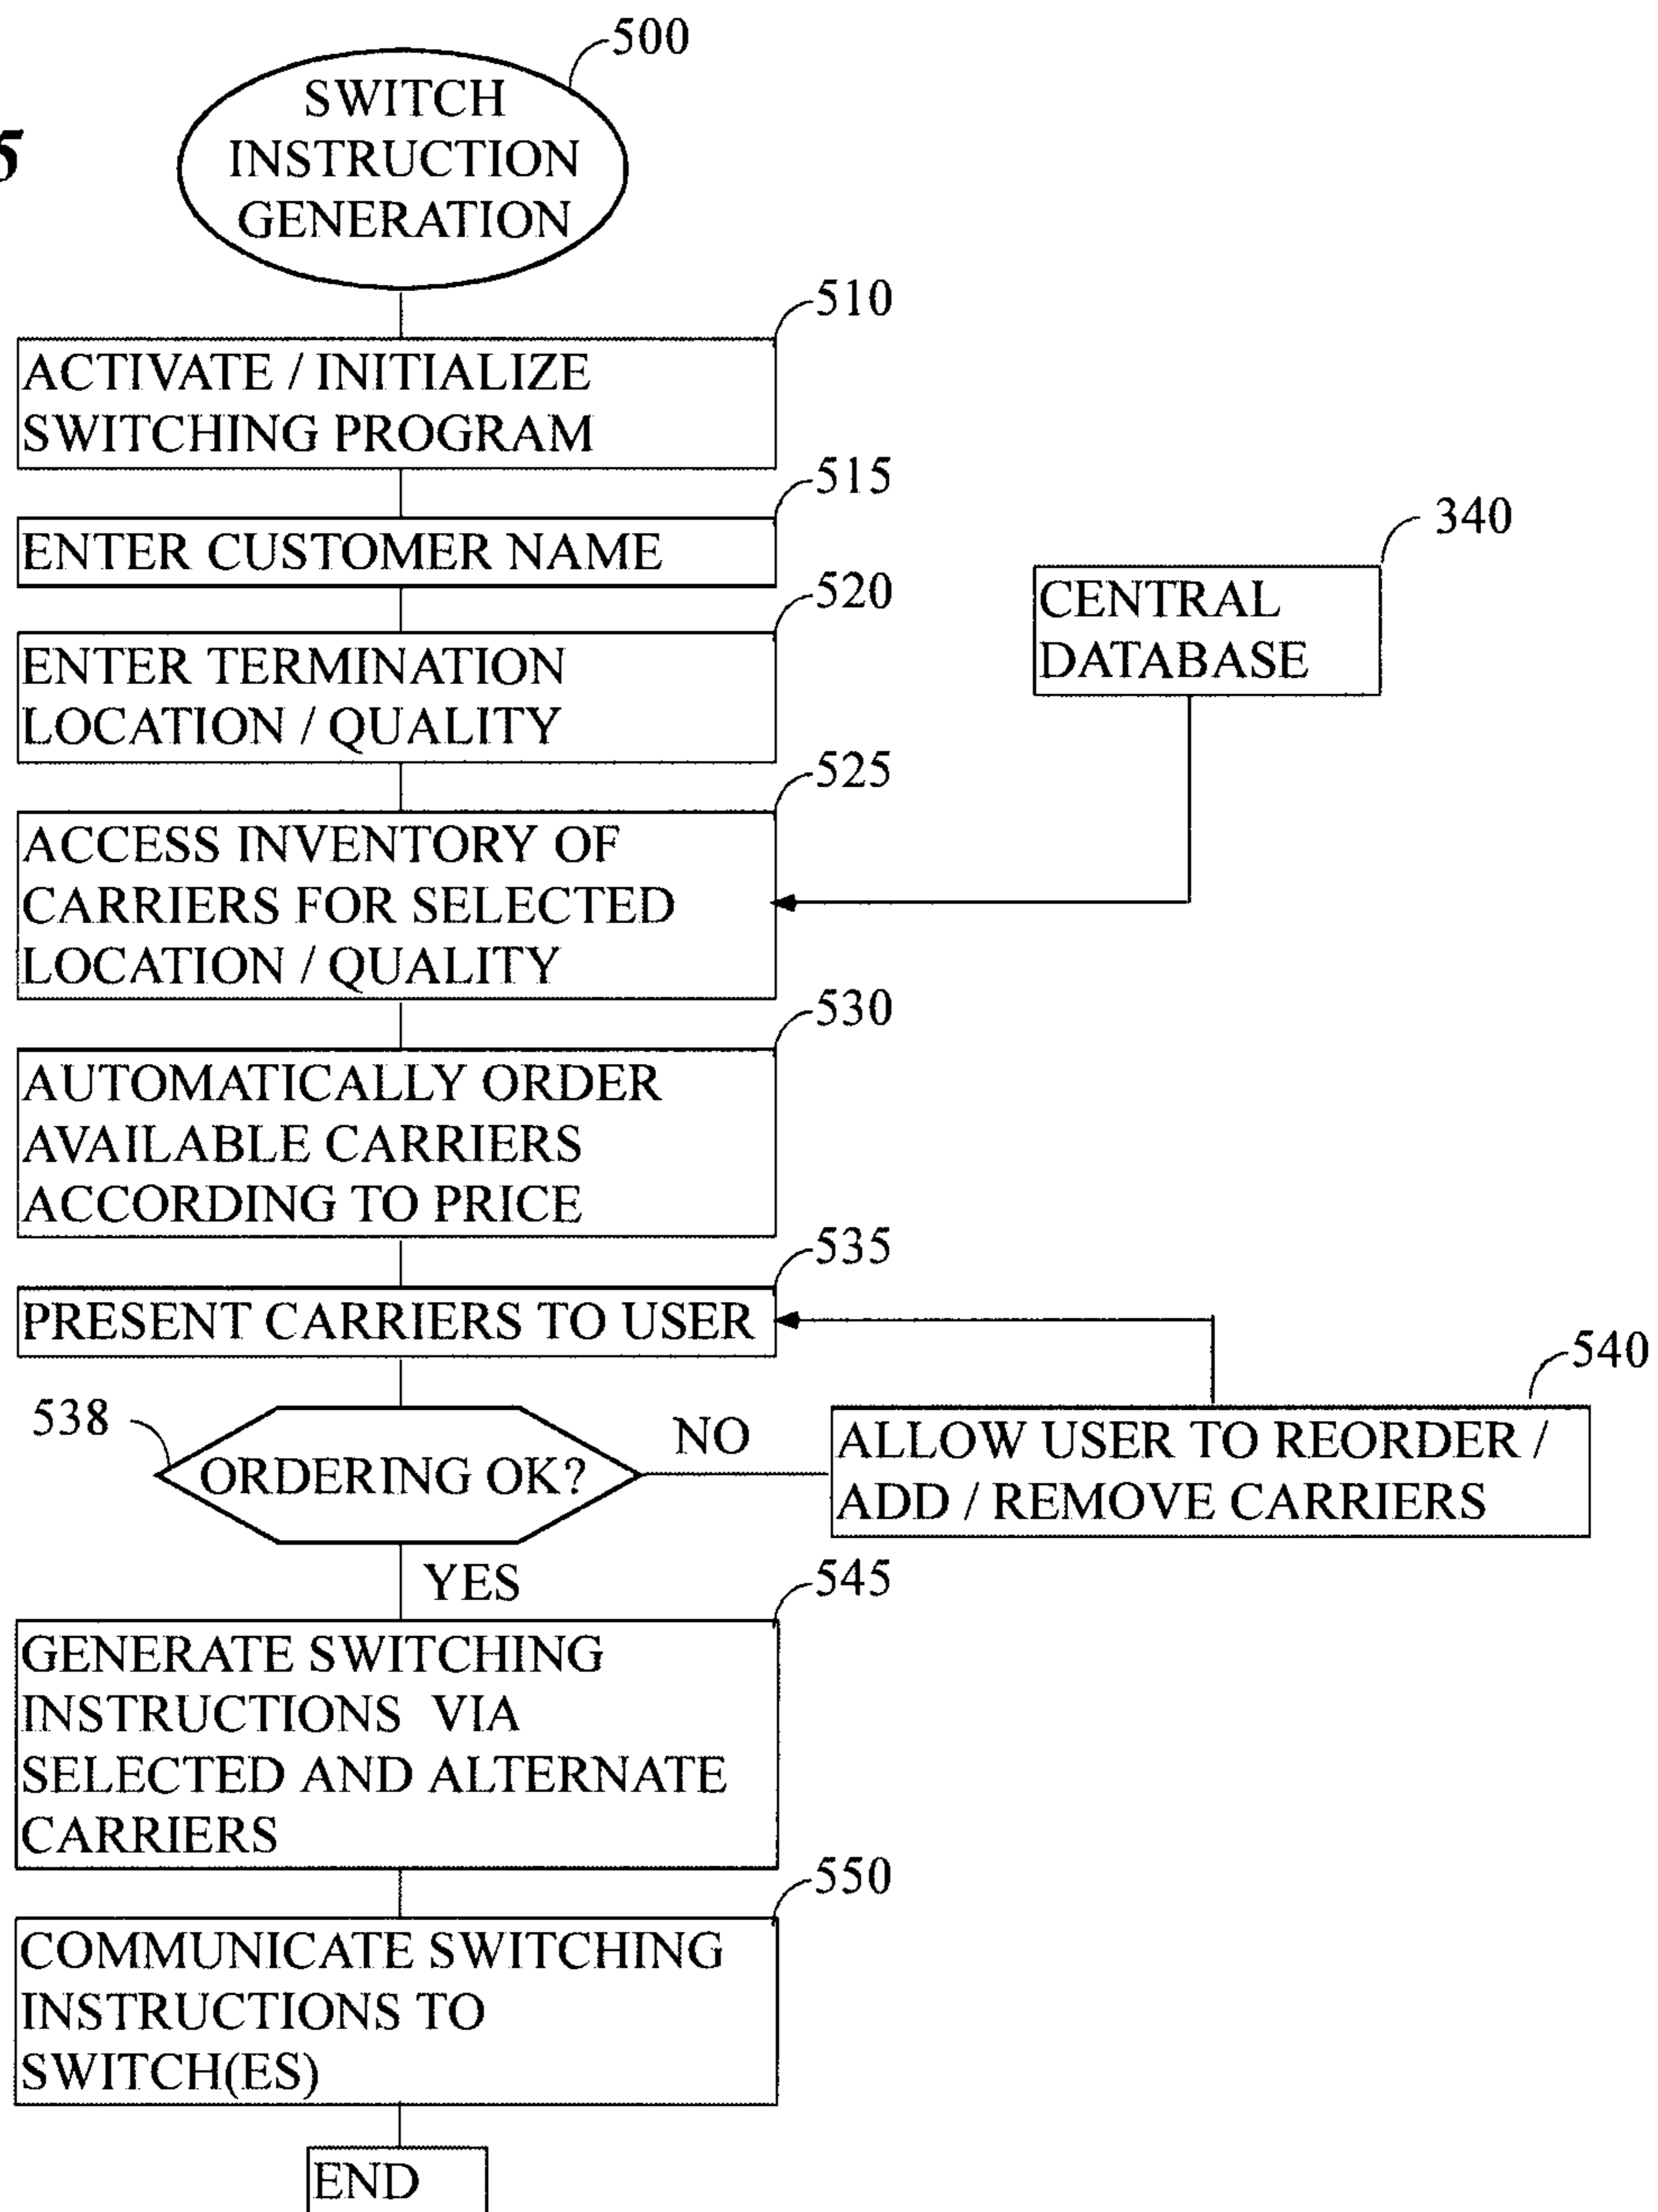 5
500
SWITCH
INSTRUCTION
GENERATION
510
ACTIVATE / INITIALIZE
SWITCHING PROGRAM
515
ENTER CUSTOMER NAME
520
ENTER TERMINATION
LOCATION / QUALITY
340
CENTRAL
DATABASE
525
ACCESS INVENTORY OF
CARRIERS FOR SELECTED
LOCATION / QUALITY
530
AUTOMATICALLY ORDER
AVAILABLE CARRIERS
ACCORDING TO PRICE
535
PRESENT CARRIERS TO USER
538
ORDERING OK?
NO
540
ALLOW USER TO REORDER /
ADD / REMOVE CARRIERS
YES
545
GENERATE SWITCHING
INSTRUCTIONS VIA
SELECTED AND ALTERNATE
CARRIERS
550
COMMUNICATE SWITCHING
INSTRUCTIONS TO
SWITCH(ES)
END